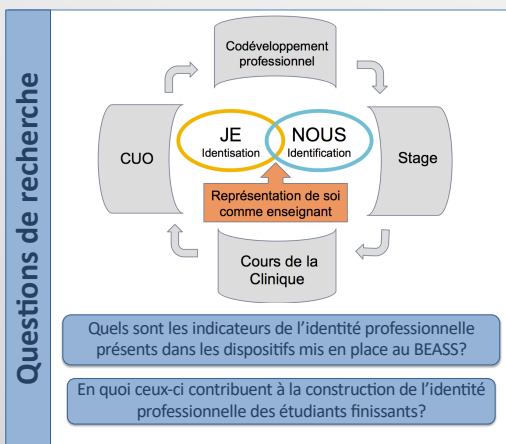 Questions de recherche
Codéveloppement
professionnel
CUO
JE
Identisation
NOUS
Identification
Stage
Représentation de soi
comme enseignant
Cours de la
Clinique
Quels sont les indicateurs de l'identité professionnelle
présents dans les dispositifs mis en place au BEASS?
En quoi ceux-ci contribuent à la construction de l'identité
professionnelle des étudiants finissants?